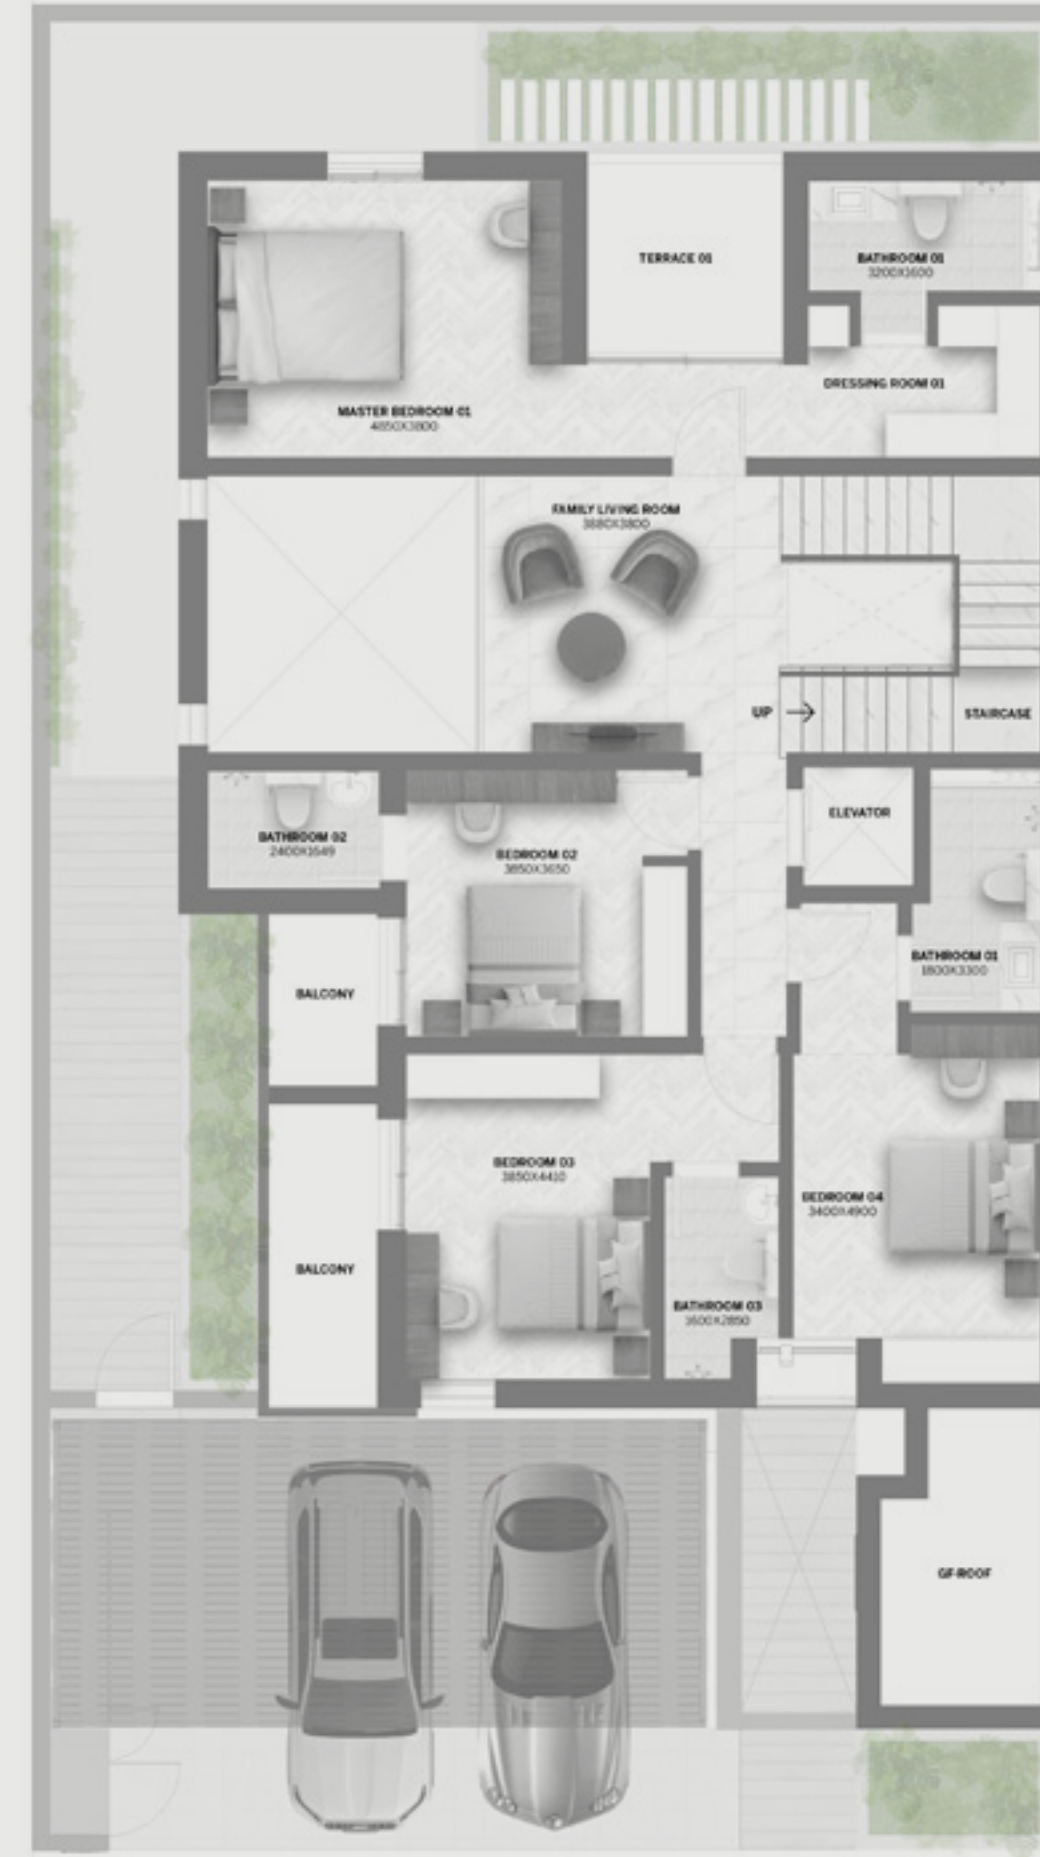 TERRACE 01
BATHROOM 01
3200X1600
DRESSING ROOM 01
MASTER BEDROOM 01
4850X3800
FAMILY LIVING ROOM
3880X3800
UP
STAIRCASE
ELEVATOR
BATHROOM 02
2400X1549
BEDROOM 02
3850X3650
BATHROOM 01
1800X3300
BALCONY
BEDROOM 03
3850X4410
BEDROOM 04
3400X4900
BALCONY
BATHROOM 03
1600X2850
GF-ROOF